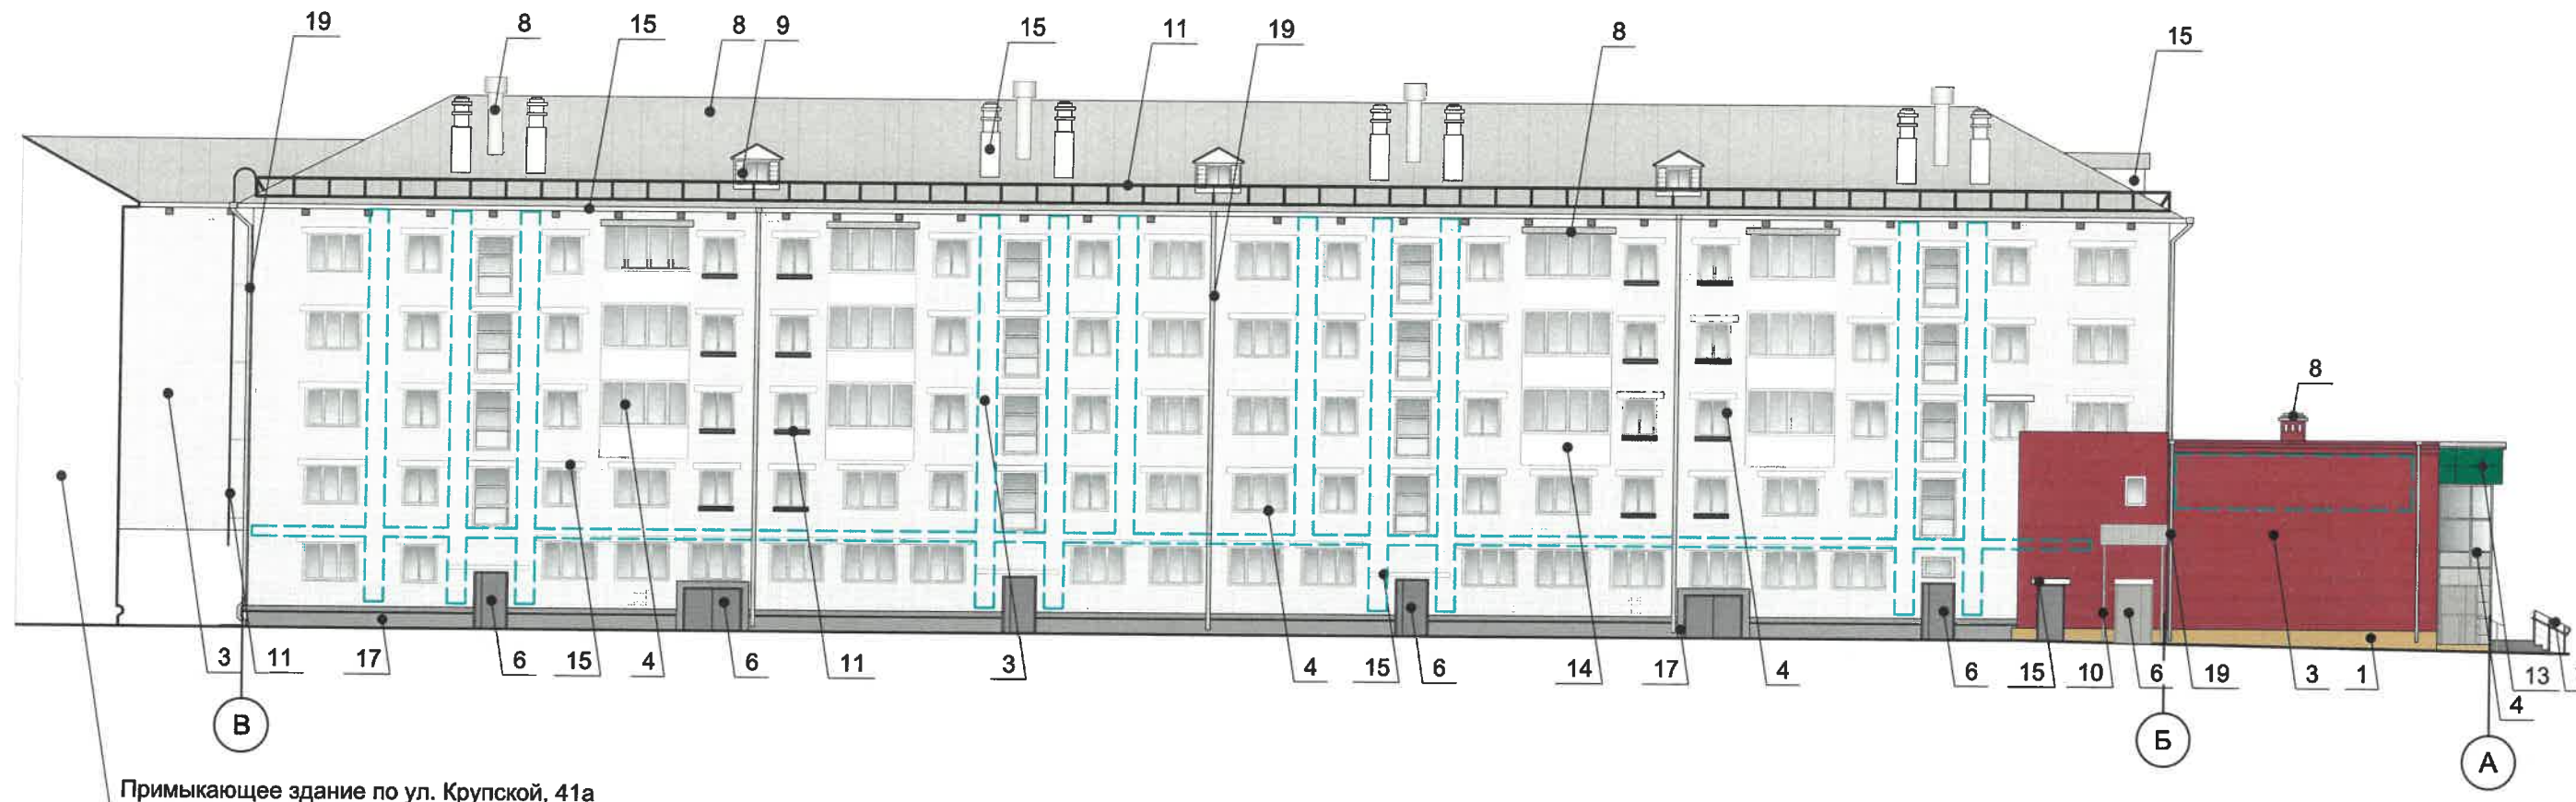 19 8 15 8 9 15 11 19 8 15
8
3 11 17 6 15 4 6 11 3 4 15 6 14 17 4 6 15 10 6 19 3 1 13
4
В Б А
Примыкающее здание по ул. Крупской, 41а